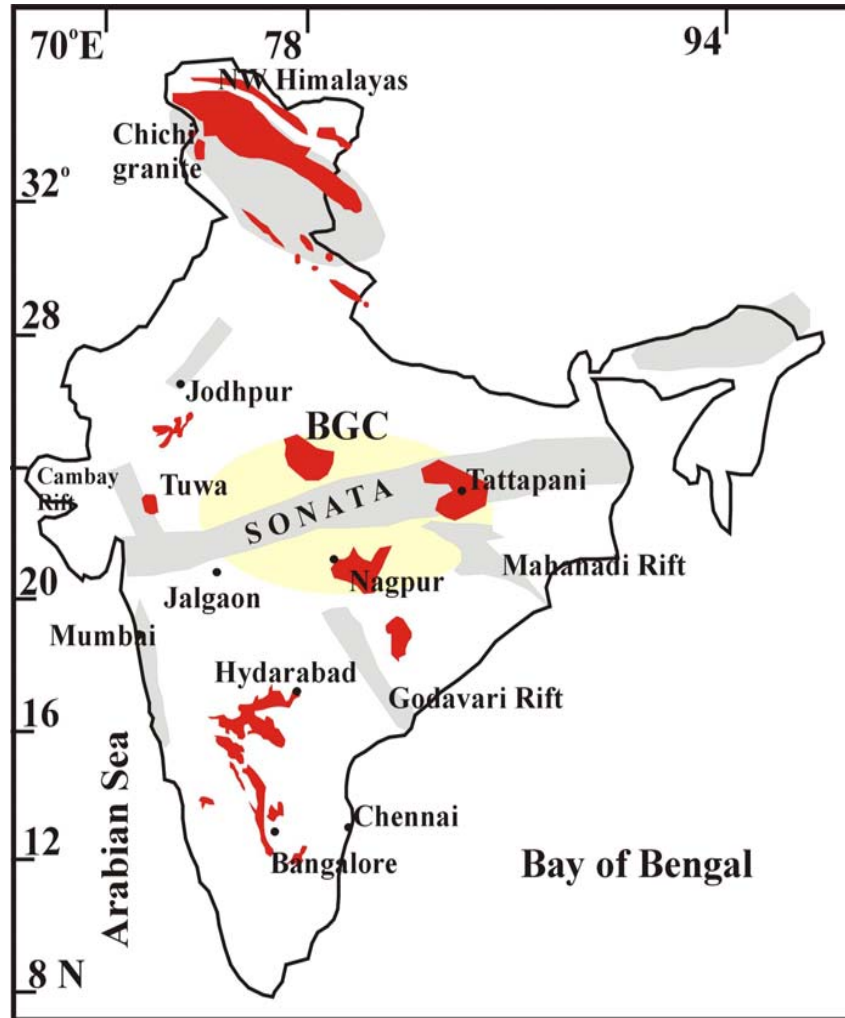 70°E
78
94
NW Himalayas
Chichi
granite
32°
28
Jodhpur
BGC
Cambay
Rift
Tuwa
Tattapani
SONATA
Mahanadi Rift
Nagpur
Jalgaon
20
Mumbai
Hydarabad
Godavari Rift
16
Arabian Sea
Chennai
12
Bangalore
Bay of Bengal
8 N